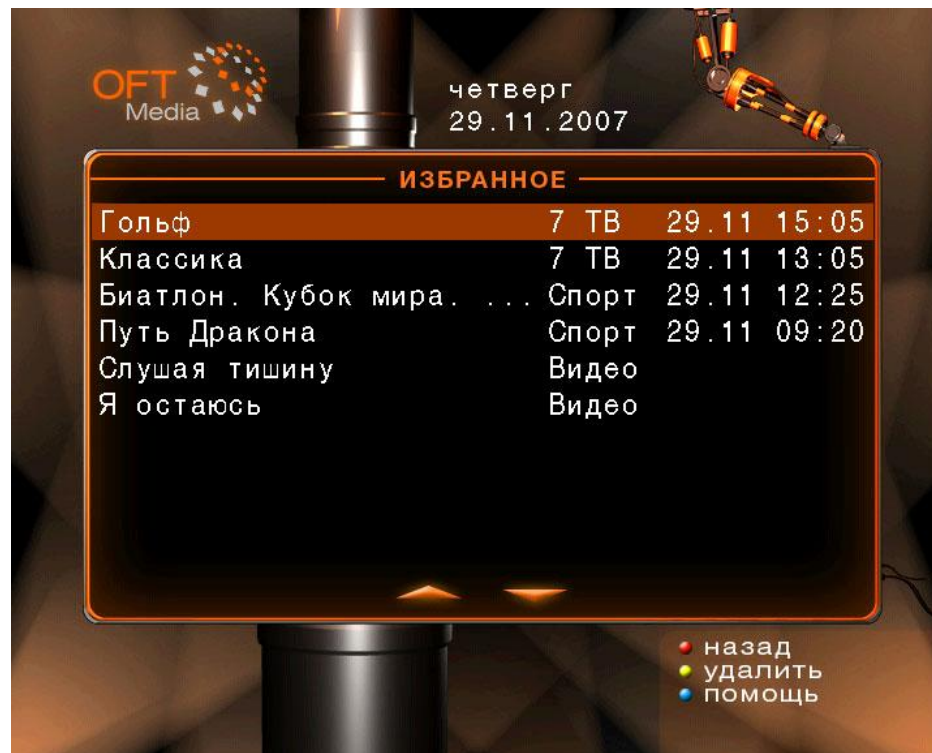 OFT
Media
четверг
29.11.2007
ИЗБРАННОЕ
Гольф 7 ТВ 29.11 15:05
Классика 7 ТВ 29.11 13:05
Биатлон. Кубок мира. ... Спорт 29.11 12:25
Путь Дракона Спорт 29.11 09:20
Слушая тишину Видео
Я остаюсь Видео
назад
удалить
помощь